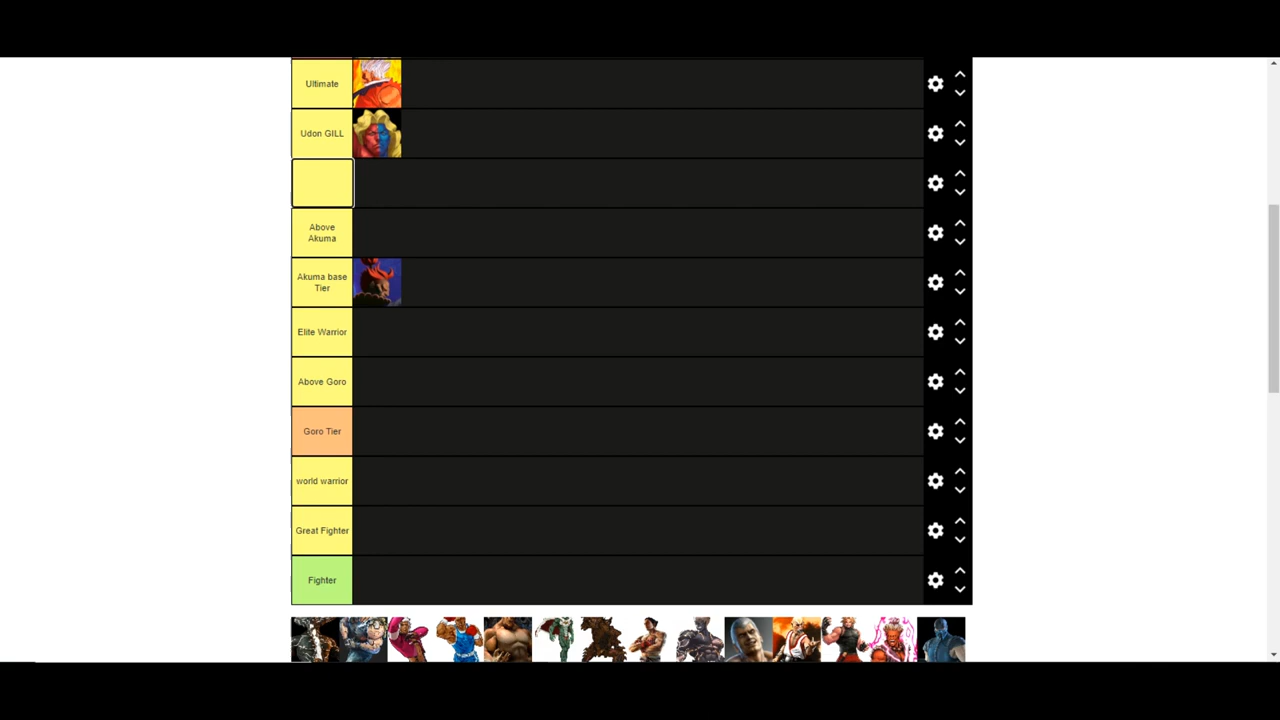 Ultimate
Udon GILL
Above
Akuma
Akuma base
Tier
Elite Warrior
Above Goro
Goro Tier
world warrior
Great Fighter
Fighter